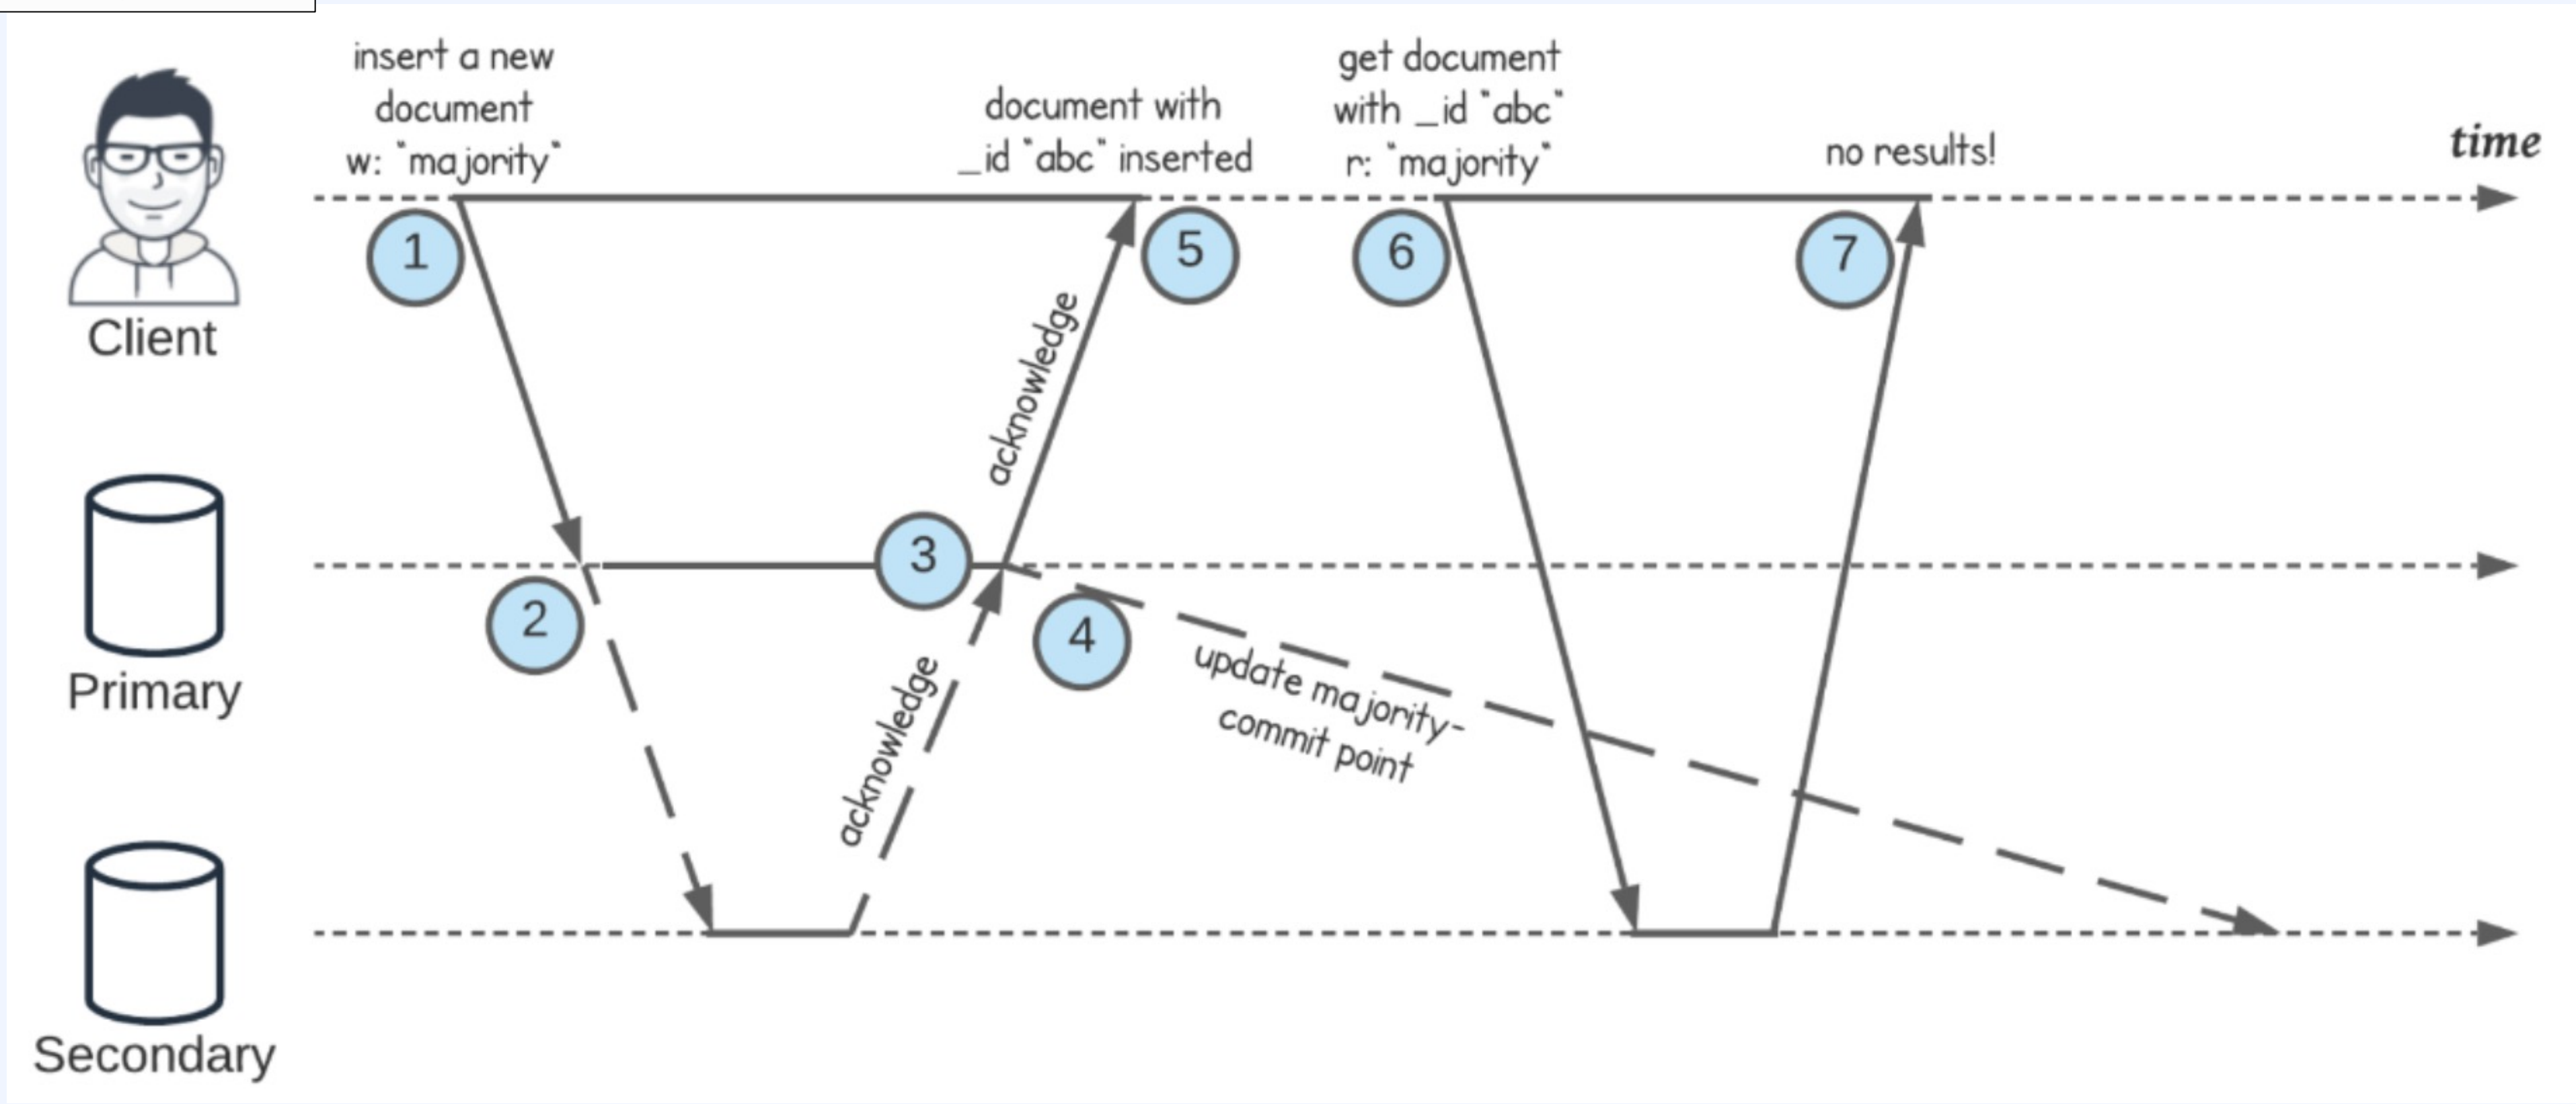 insert a new
document
w: "majority"
document with
_id "abc" inserted
get document
with _id "abc"
r: "majority"
no results!
time
1
5
6
7
Client
acknowledge
3
2
4
Primary
acknowledge
update majority-
commit point
Secondary